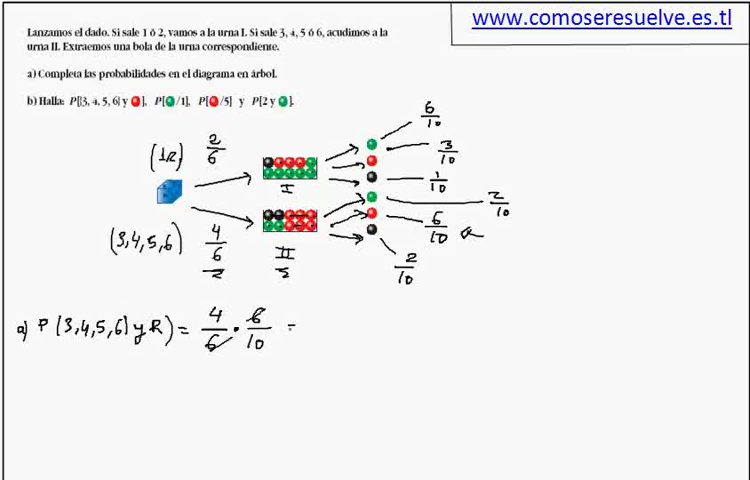 www.comoseresuelve.es.tl
Lanzamos el dado. Si sale 1 ó 2, vamos a la urna I. Si sale 3, 4, 5 ó 6, acudimos a la
urna II. Extraemos una bola de la urna correspondiente.
a) Completa las probabilidades en el diagrama en árbol.
b) Halla: P[{3, 4, 5, 6} y 🔴], P[🟢/1], P[🔴/5] y P[2 y 🟢].
6/10
(1,2) 2/6
3/10
I
1/10
2/10
(3,4,5,6) 4/6
II
6/10
2/10
a) P(3,4,5,6) y R) = 4/6 · 6/10 =